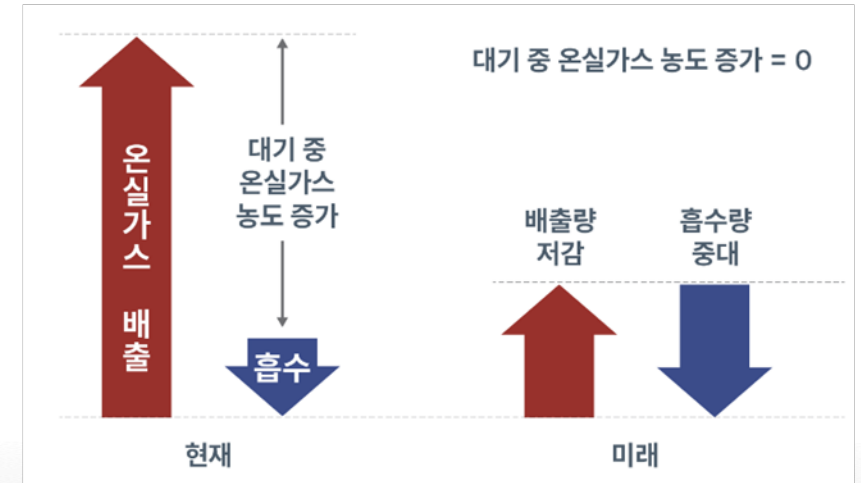 대기 중 온실가스 농도 증가 = 0
온실가스 배출
대기 중
온실가스
농도 증가
흡수
배출량
저감
흡수량
중대
현재
미래